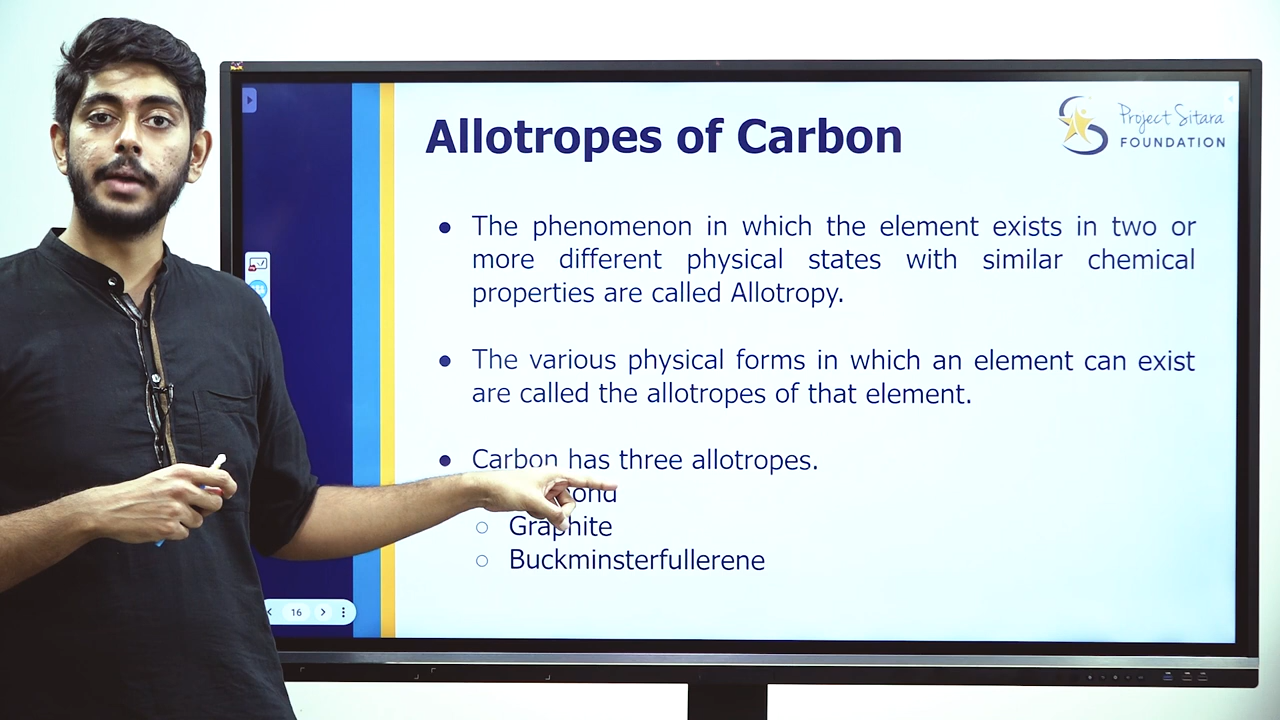 Allotropes of Carbon
Project Sitara
FOUNDATION
● The phenomenon in which the element exists in two or
more different physical states with similar chemical
properties are called Allotropy.
● The various physical forms in which an element can exist
are called the allotropes of that element.
● Carbon has three allotropes.
○ Graphite
○ Buckminsterfullerene
16